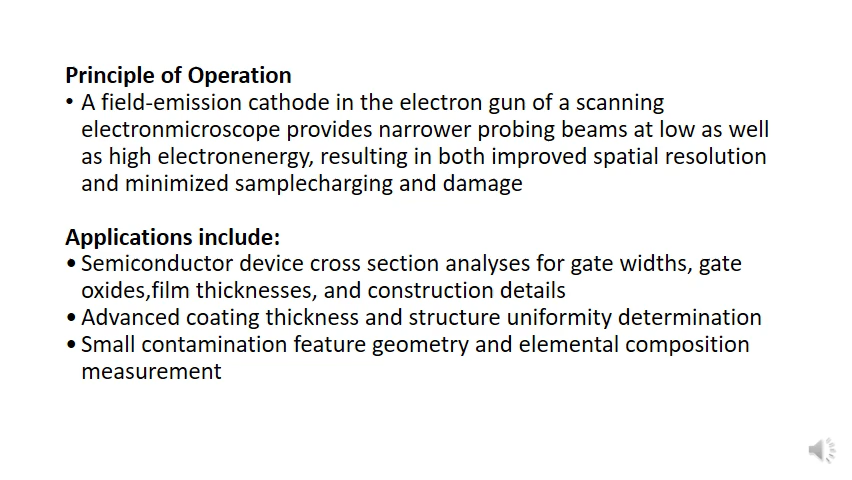 Principle of Operation
• A field-emission cathode in the electron gun of a scanning
electronmicroscope provides narrower probing beams at low as well
as high electronenergy, resulting in both improved spatial resolution
and minimized samplecharging and damage
Applications include:
• Semiconductor device cross section analyses for gate widths, gate
oxides,film thicknesses, and construction details
• Advanced coating thickness and structure uniformity determination
• Small contamination feature geometry and elemental composition
measurement